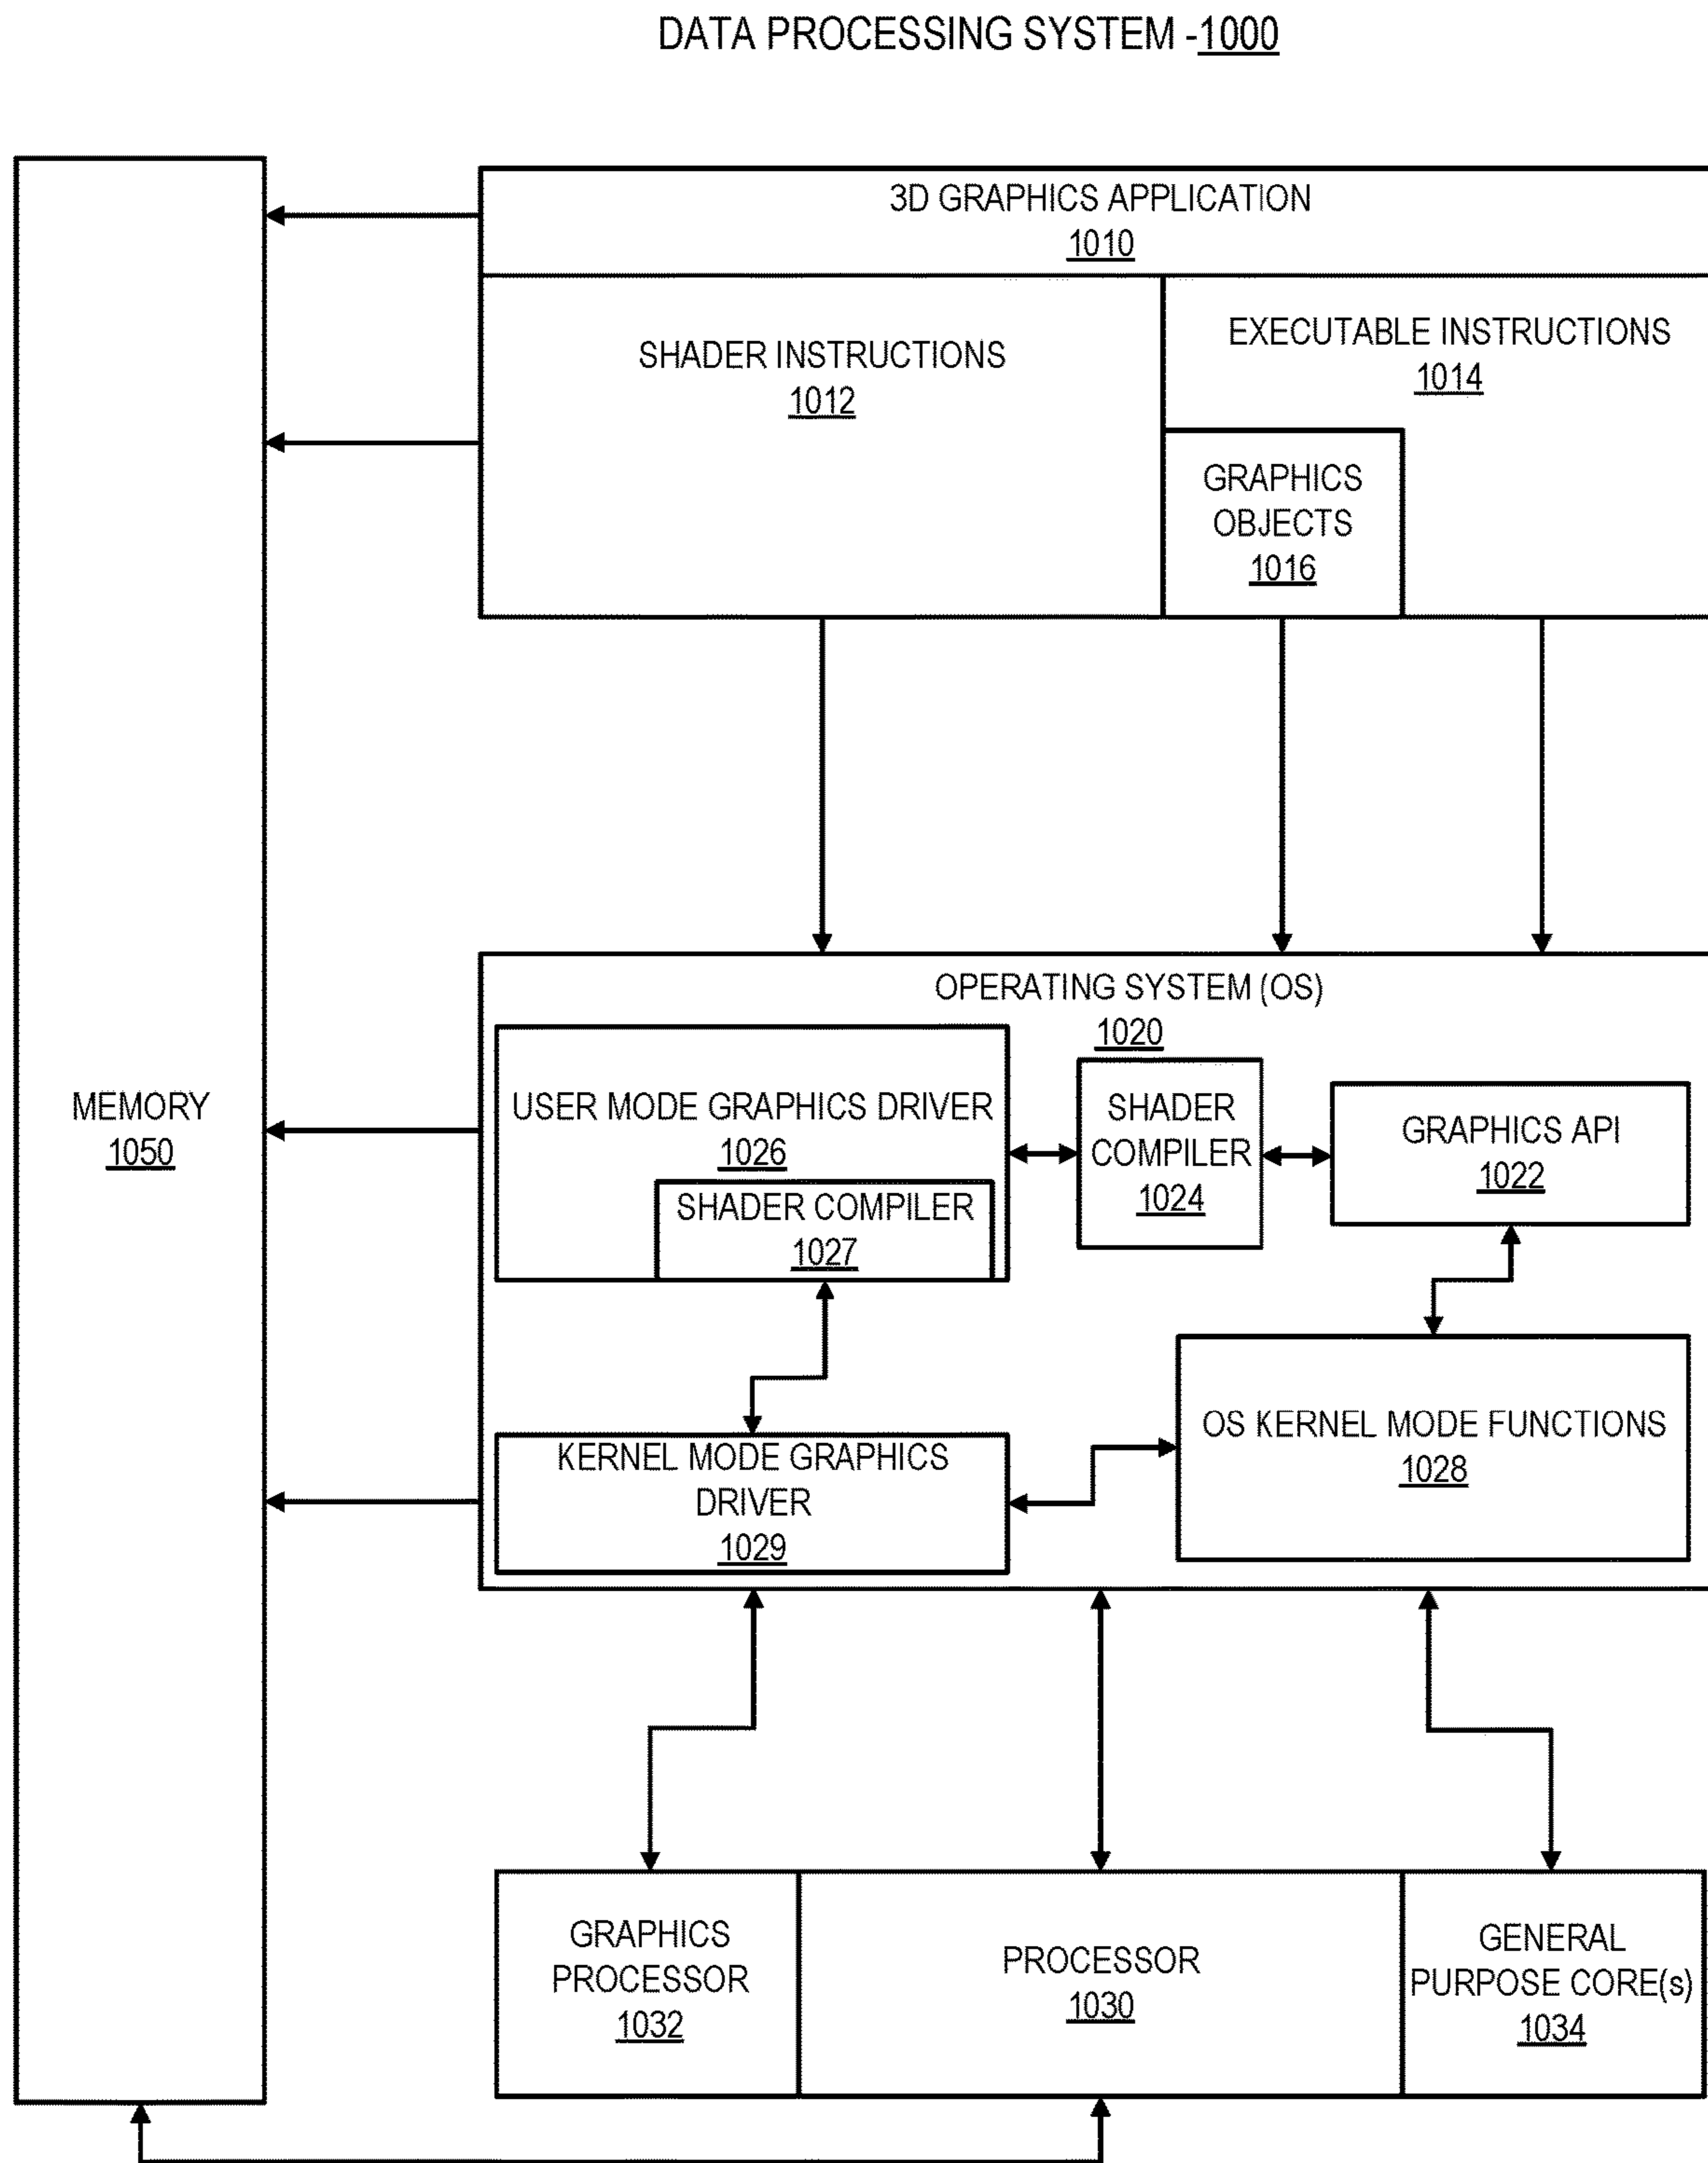 DATA PROCESSING SYSTEM -1000
3D GRAPHICS APPLICATION
1010
SHADER INSTRUCTIONS
1012
EXECUTABLE INSTRUCTIONS
1014
GRAPHICS
OBJECTS
1016
MEMORY
1050
OPERATING SYSTEM (OS)
1020
USER MODE GRAPHICS DRIVER
1026
SHADER COMPILER
1027
SHADER
COMPILER
1024
GRAPHICS API
1022
KERNEL MODE GRAPHICS
DRIVER
1029
OS KERNEL MODE FUNCTIONS
1028
GRAPHICS
PROCESSOR
1032
PROCESSOR
1030
GENERAL
PURPOSE CORE(s)
1034